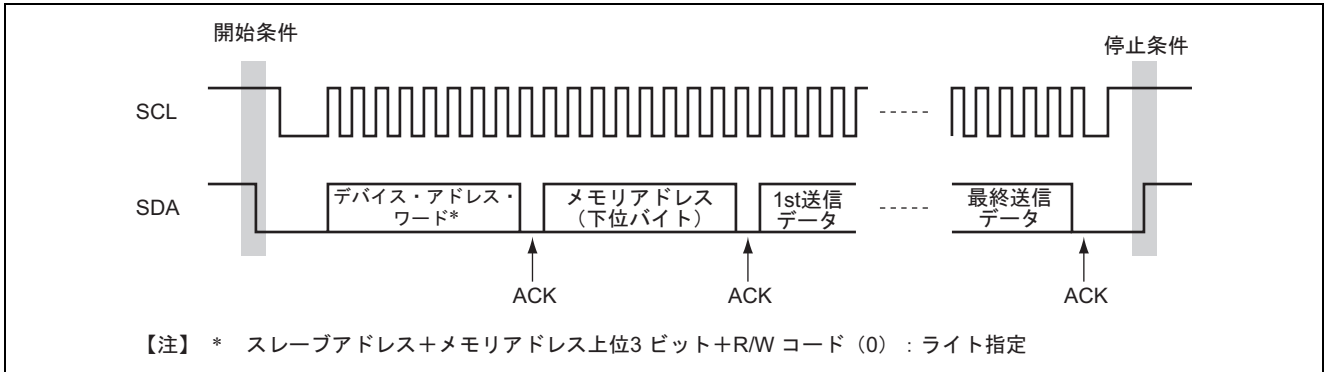 開始条件
停止条件
SCL
SDA
デバイス・アドレス・
ワード*
メモリアドレス
（下位バイト）
1st送信
データ
最終送信
データ
ACK
ACK
ACK
【注】 * スレーブアドレス＋メモリアドレス上位3 ビット＋R/W コード（0）：ライト指定